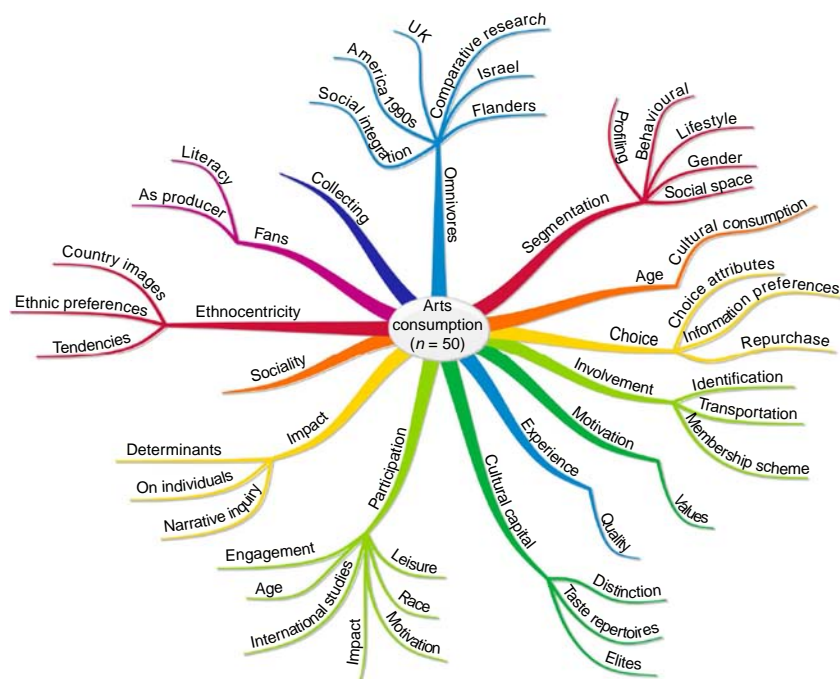 Arts
consumption
(n = 50)
Omnivores
Social integration
America 1990s
UK
Comparative research
Israel
Flanders
Segmentation
Profiling
Behavioural
Lifestyle
Gender
Social space
Age
Cultural consumption
Choice
Choice attributes
Information preferences
Repurchase
Involvement
Identification
Transportation
Membership scheme
Motivation
Values
Experience
Quality
Cultural capital
Distinction
Taste repertoires
Elites
Participation
Leisure
Race
Motivation
Impact
International studies
Age
Engagement
Impact
Determinants
On individuals
Narrative inquiry
Sociality
Ethnocentricity
Country images
Ethnic preferences
Tendencies
Fans
Literacy
As producer
Collecting